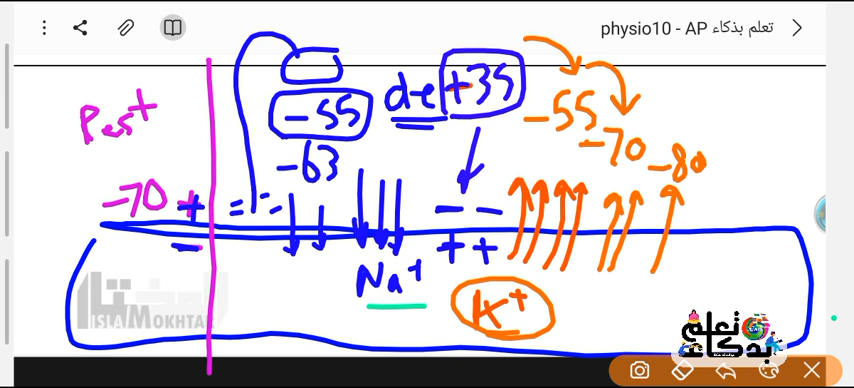 physio10 - AP تعلم بذكاء
Rest
-70 + -
-55
-63
de +35
-55
-70
-80
- -
+ +
Na+
K+
ISLAM MOKHTAR
تعلم
بذكاء